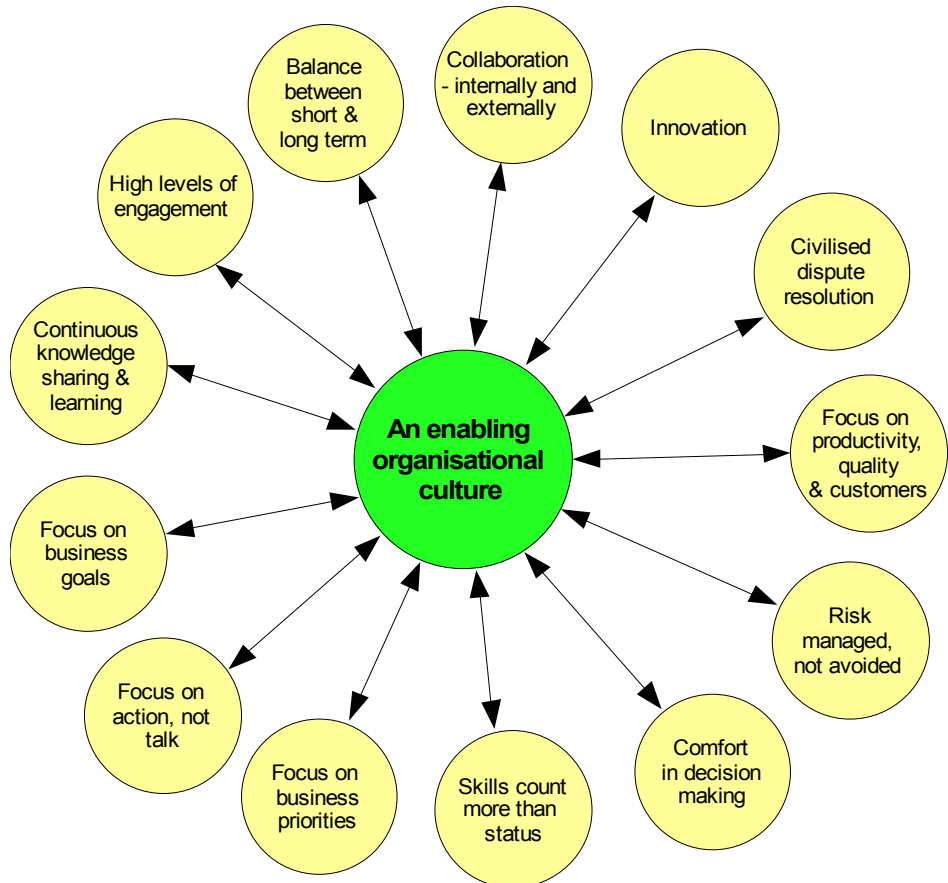 Collaboration
- internally and
externally
Innovation
Civilised
dispute
resolution
Focus on
productivity,
quality
& customers
Risk
managed,
not avoided
Comfort
in decision
making
Skills count
more than
status
Focus on
business
priorities
Focus on
action, not
talk
Focus on
business
goals
Continuous
knowledge
sharing &
learning
High levels of
engagement
Balance
between
short &
long term
An enabling
organisational
culture